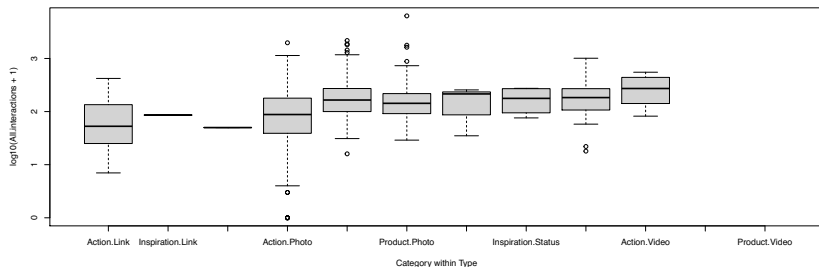 3
2
1
0
log10(All.interactions + 1)
Action.Link Inspiration.Link Action.Photo Product.Photo Inspiration.Status Action.Video Product.Video
Category within Type